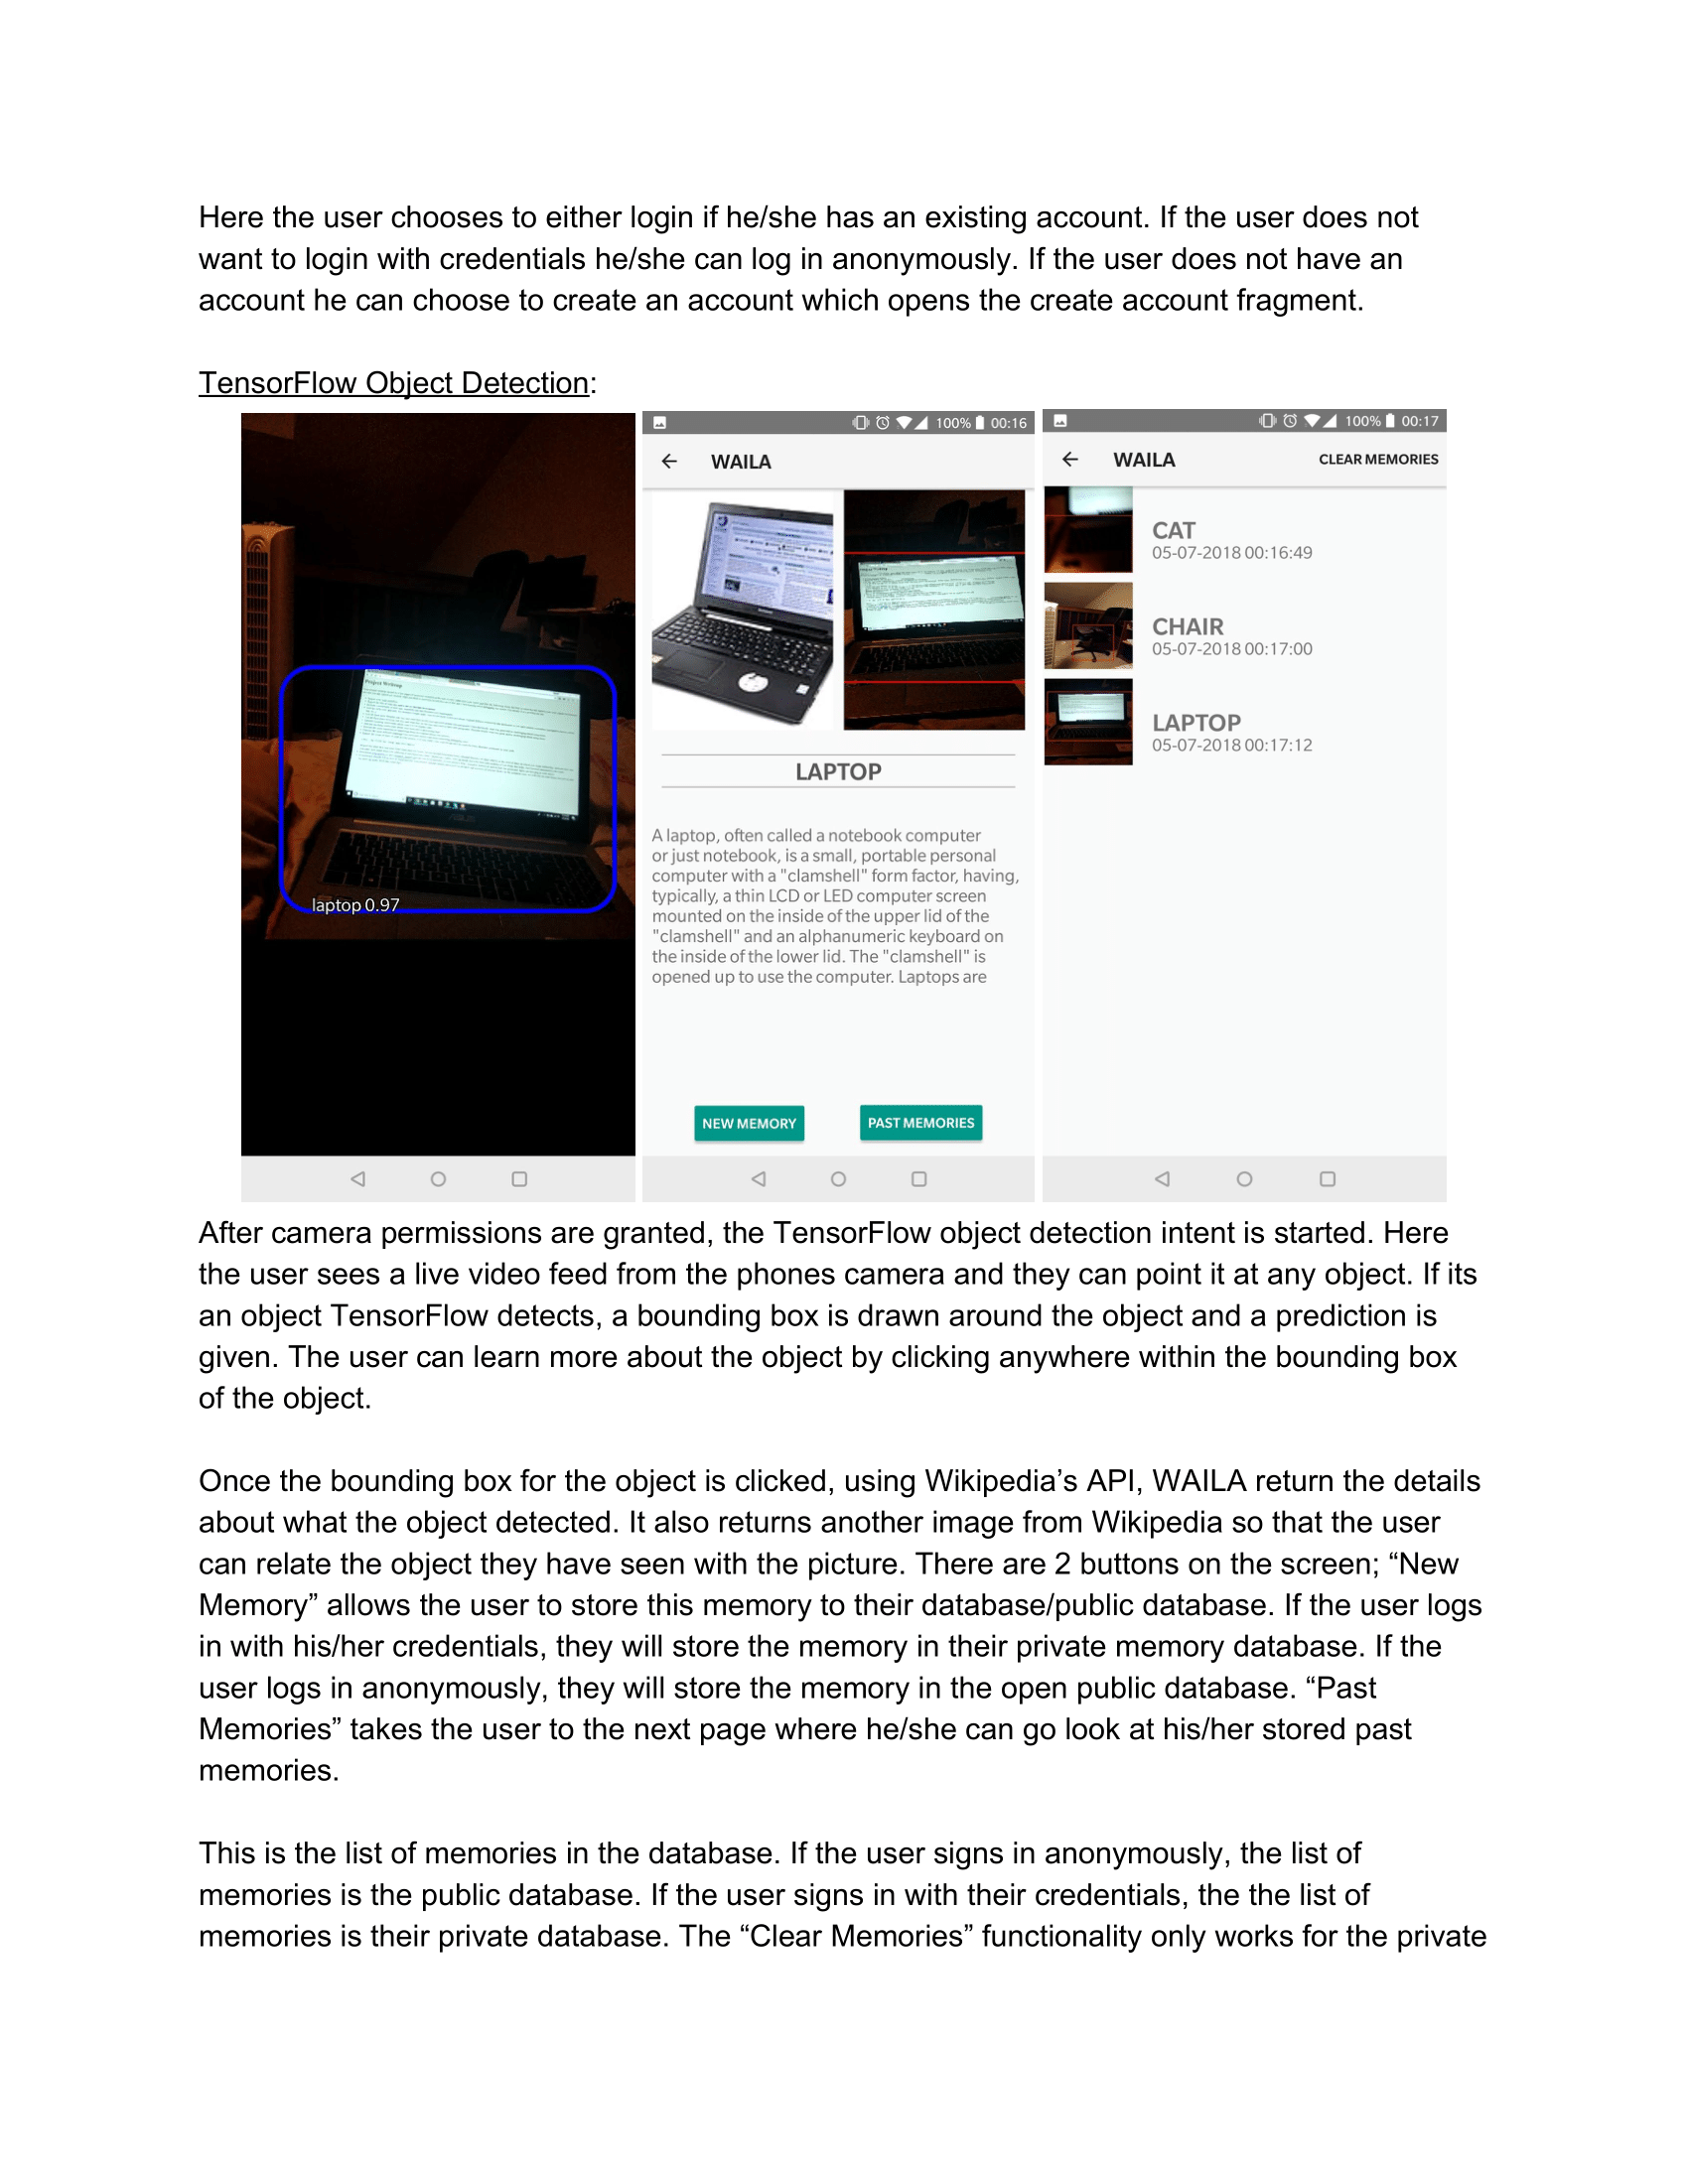 Here the user chooses to either login if he/she has an existing account. If the user does not
want to login with credentials he/she can log in anonymously. If the user does not have an
account he can choose to create an account which opens the create account fragment.
TensorFlow Object Detection:
laptop 0.97
100% 00:16
WAILA
LAPTOP
A laptop, often called a notebook computer
or just notebook, is a small, portable personal
computer with a "clamshell" form factor, having,
typically, a thin LCD or LED computer screen
mounted on the inside of the upper lid of the
"clamshell" and an alphanumeric keyboard on
the inside of the lower lid. The "clamshell" is
opened up to use the computer. Laptops are
NEW MEMORY
PAST MEMORIES
100% 00:17
WAILA
CLEAR MEMORIES
CAT
05-07-2018 00:16:49
CHAIR
05-07-2018 00:17:00
LAPTOP
05-07-2018 00:17:12
After camera permissions are granted, the TensorFlow object detection intent is started. Here
the user sees a live video feed from the phones camera and they can point it at any object. If its
an object TensorFlow detects, a bounding box is drawn around the object and a prediction is
given. The user can learn more about the object by clicking anywhere within the bounding box
of the object.
Once the bounding box for the object is clicked, using Wikipedia’s API, WAILA return the details
about what the object detected. It also returns another image from Wikipedia so that the user
can relate the object they have seen with the picture. There are 2 buttons on the screen; “New
Memory” allows the user to store this memory to their database/public database. If the user logs
in with his/her credentials, they will store the memory in their private memory database. If the
user logs in anonymously, they will store the memory in the open public database. “Past
Memories” takes the user to the next page where he/she can go look at his/her stored past
memories.
This is the list of memories in the database. If the user signs in anonymously, the list of
memories is the public database. If the user signs in with their credentials, the the list of
memories is their private database. The “Clear Memories” functionality only works for the private